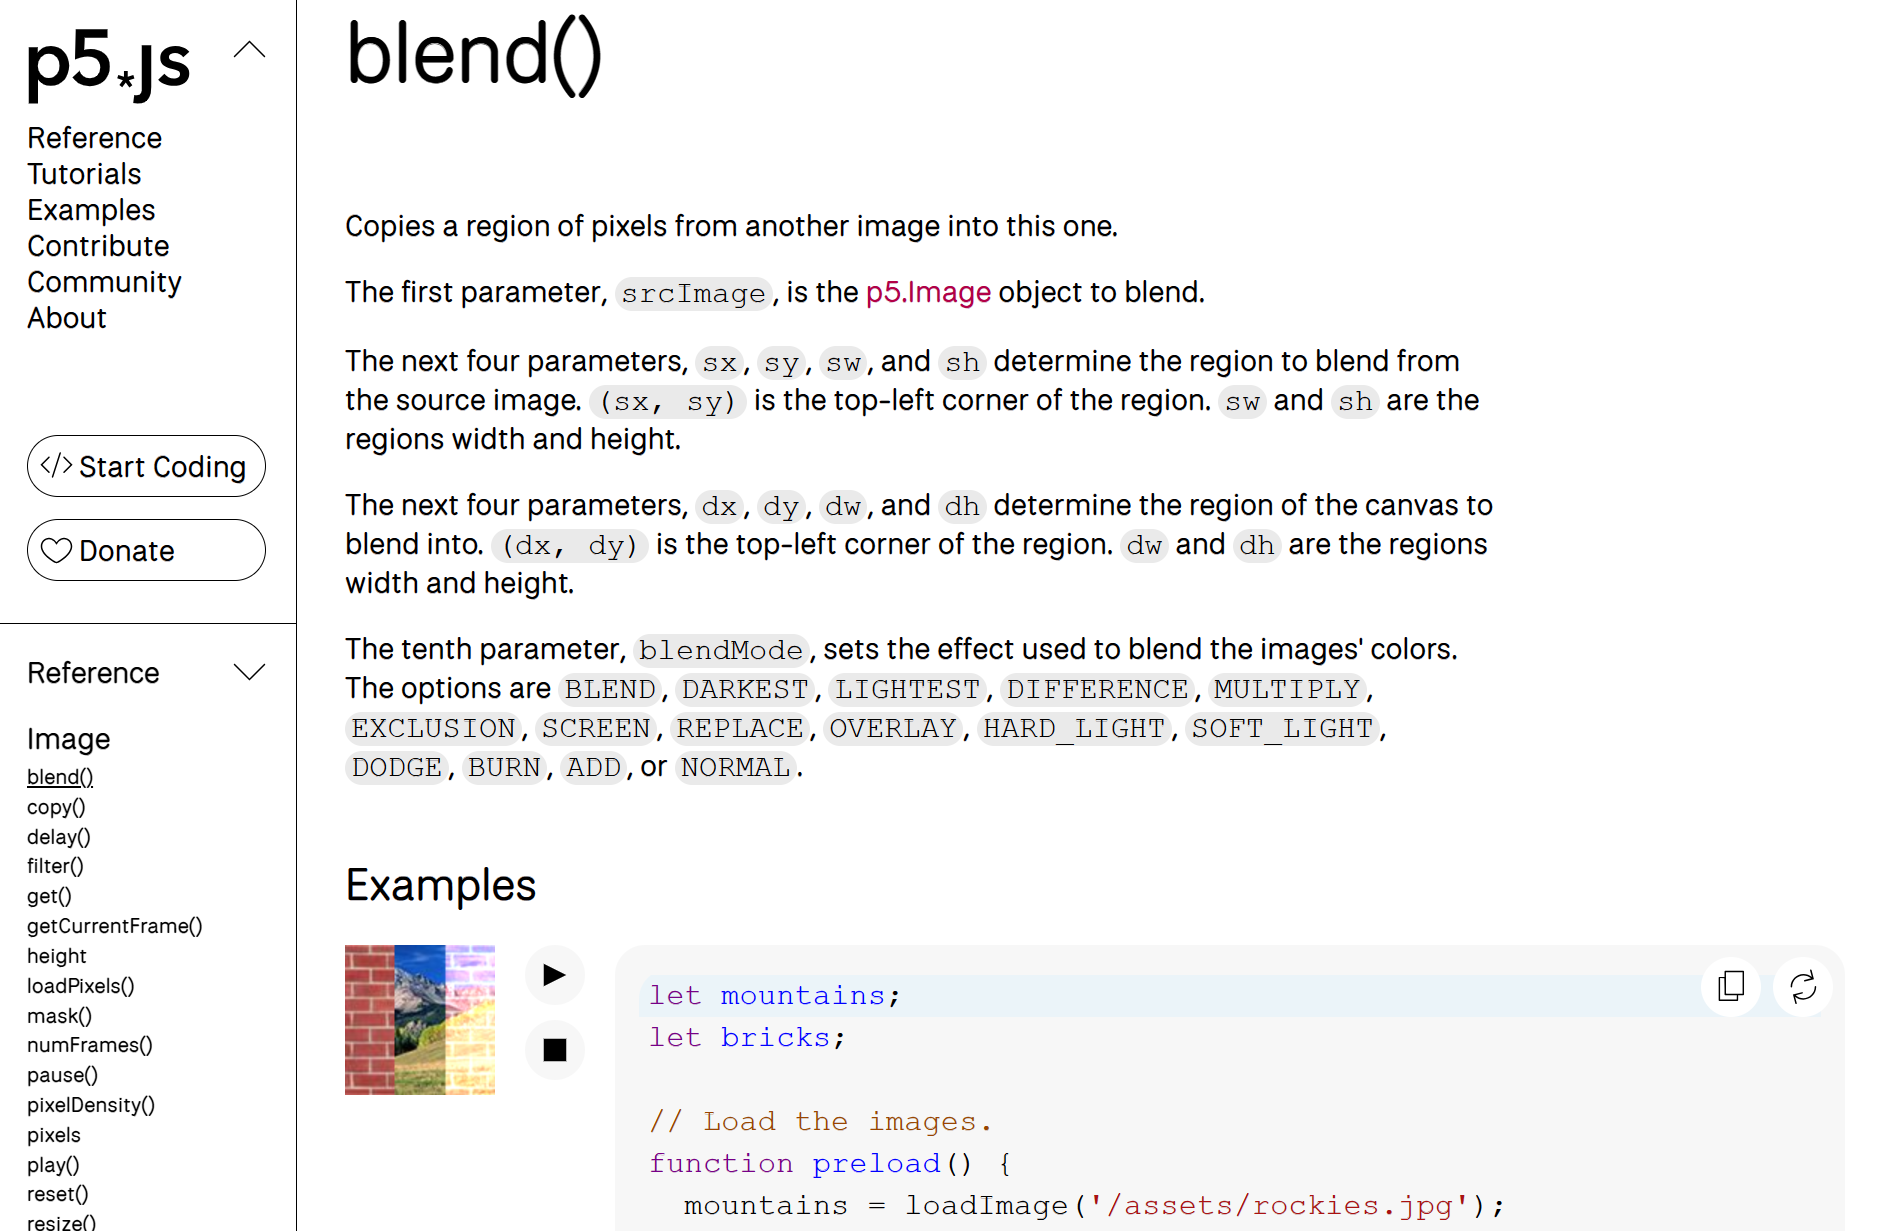 p5*js
Reference
Tutorials
Examples
Contribute
Community
About
</> Start Coding
Donate
Reference
Image
blend()
copy()
delay()
filter()
get()
getCurrentFrame()
height
loadPixels()
mask()
numFrames()
pause()
pixelDensity()
pixels
play()
reset()
resize()
blend()
Copies a region of pixels from another image into this one.
The first parameter, srcImage, is the p5.Image object to blend.
The next four parameters, sx, sy, sw, and sh determine the region to blend from
the source image. (sx, sy) is the top-left corner of the region. sw and sh are the
regions width and height.
The next four parameters, dx, dy, dw, and dh determine the region of the canvas to
blend into. (dx, dy) is the top-left corner of the region. dw and dh are the regions
width and height.
The tenth parameter, blendMode, sets the effect used to blend the images' colors.
The options are BLEND, DARKEST, LIGHTEST, DIFFERENCE, MULTIPLY,
EXCLUSION, SCREEN, REPLACE, OVERLAY, HARD_LIGHT, SOFT_LIGHT,
DODGE, BURN, ADD, or NORMAL.
Examples
let mountains;
let bricks;
// Load the images.
function preload() {
mountains = loadImage('/assets/rockies.jpg');